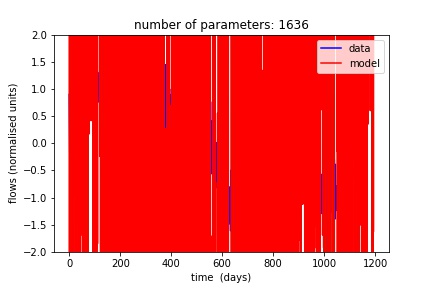 number of parameters: 1636
data
model
flows (normalised units)
2.0
1.5
1.0
0.5
0.0
−0.5
−1.0
−1.5
−2.0
0 200 400 600 800 1000 1200
time (days)